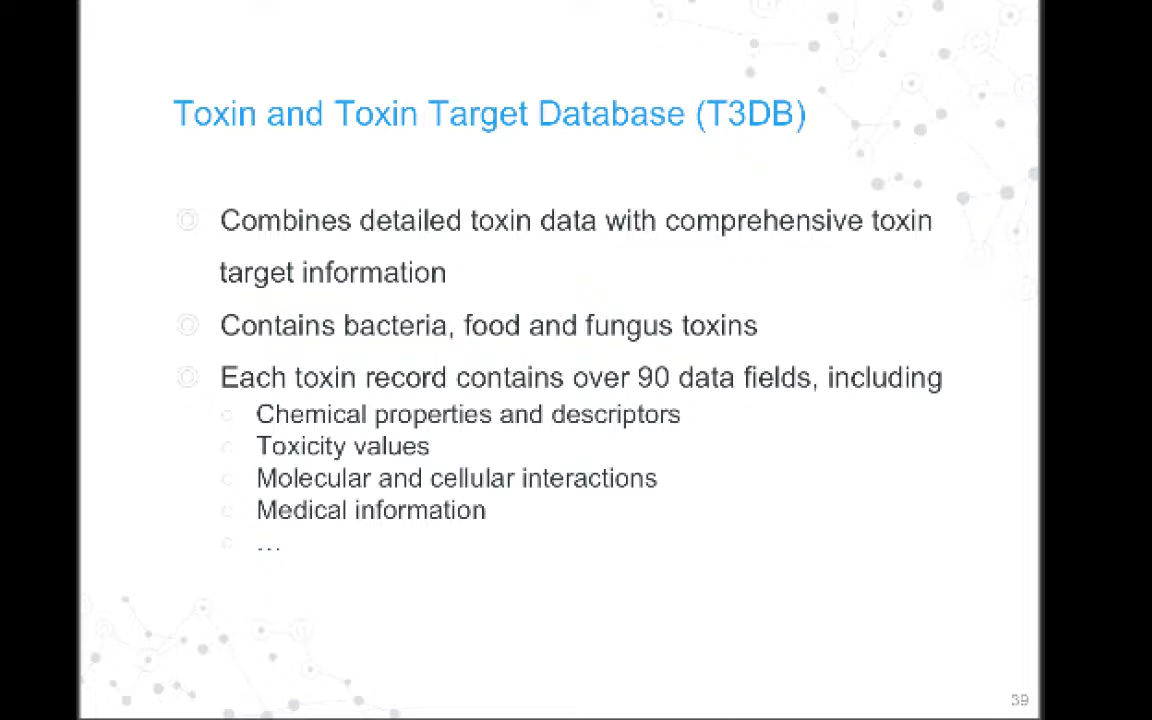 Toxin and Toxin Target Database (T3DB)
Combines detailed toxin data with comprehensive toxin
target information
Contains bacteria, food and fungus toxins
Each toxin record contains over 90 data fields, including
Chemical properties and descriptors
Toxicity values
Molecular and cellular interactions
Medical information
…
39